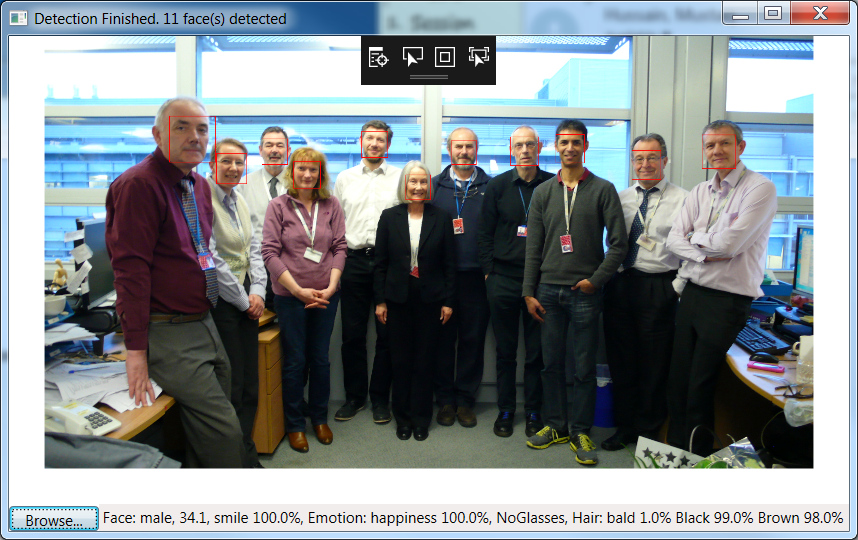 Detection Finished. 11 face(s) detected
Browse...
Face: male, 34.1, smile 100.0%, Emotion: happiness 100.0%, NoGlasses, Hair: bald 1.0% Black 99.0% Brown 98.0%